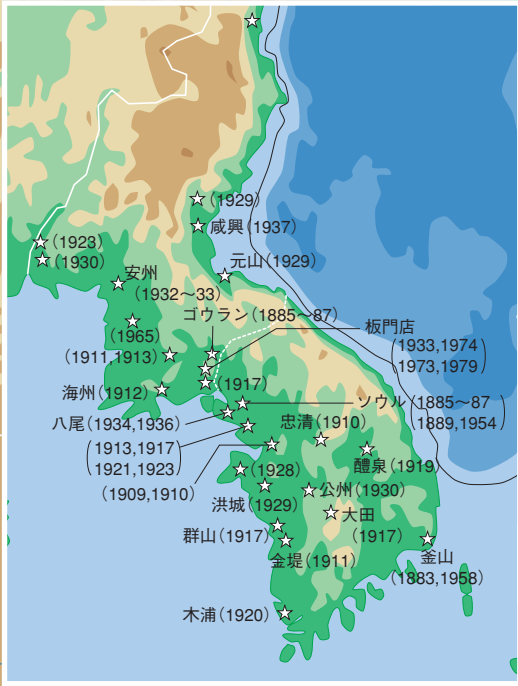 (1929)
咸興(1937)
(1923)
(1930)
元山(1929)
安州
(1932〜33)
ゴウラン(1885〜87)
板門店
(1933,1974)
(1973,1979)
(1965)
(1911,1913)
(1917)
海州(1912)
ソウル(1885〜87)
(1889,1954)
八尾(1934,1936)
忠清(1910)
(1913,1917)
(1921,1923)
醴泉(1919)
(1909,1910)
(1928)
公州(1930)
洪城(1929)
大田
(1917)
群山(1917)
金堤(1911)
釜山
(1883,1958)
木浦(1920)